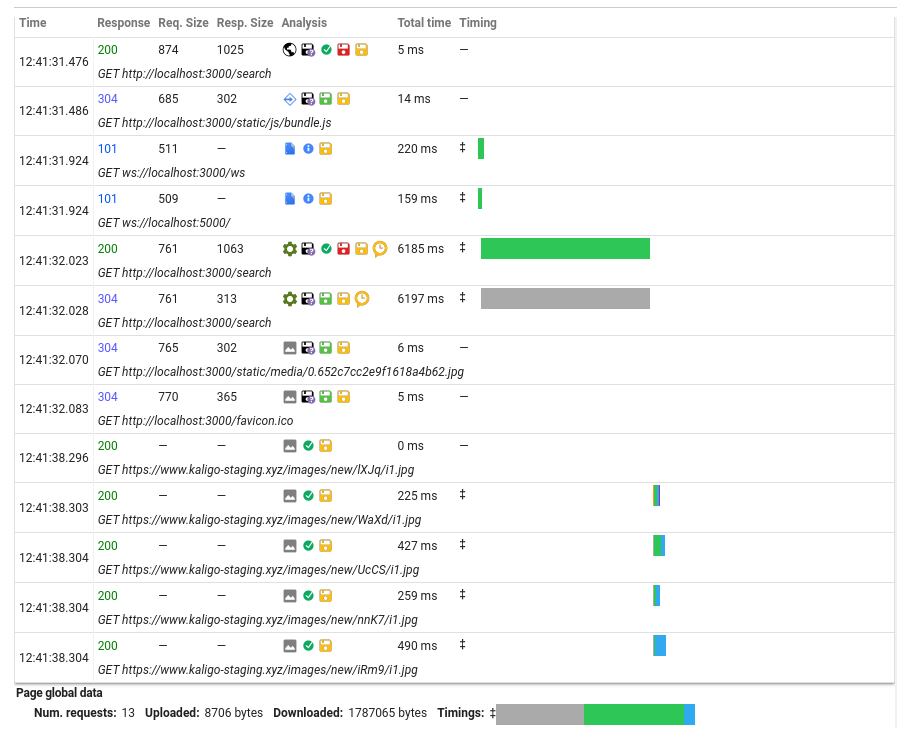 Time Response Req. Size Resp. Size Analysis Total time Timing
12:41:31.476 200 874 1025 5 ms —
GET http://localhost:3000/search
12:41:31.486 304 685 302 14 ms —
GET http://localhost:3000/static/js/bundle.js
12:41:31.924 101 511 — 220 ms ‡
GET ws://localhost:3000/ws
12:41:31.924 101 509 — 159 ms ‡
GET ws://localhost:5000/
12:41:32.023 200 761 1063 6185 ms ‡
GET http://localhost:3000/search
12:41:32.028 304 761 313 6197 ms ‡
GET http://localhost:3000/search
12:41:32.070 304 765 302 6 ms —
GET http://localhost:3000/static/media/0.652c7cc2e9f1618a4b62.jpg
12:41:32.083 304 770 365 5 ms —
GET http://localhost:3000/favicon.ico
12:41:38.296 200 — — 0 ms —
GET https://www.kaligo-staging.xyz/images/new/lXJq/i1.jpg
12:41:38.303 200 — — 225 ms ‡
GET https://www.kaligo-staging.xyz/images/new/WaXd/i1.jpg
12:41:38.304 200 — — 427 ms ‡
GET https://www.kaligo-staging.xyz/images/new/UcCS/i1.jpg
12:41:38.304 200 — — 259 ms ‡
GET https://www.kaligo-staging.xyz/images/new/nnK7/i1.jpg
12:41:38.304 200 — — 490 ms ‡
GET https://www.kaligo-staging.xyz/images/new/iRm9/i1.jpg
Page global data
Num. requests: 13 Uploaded: 8706 bytes Downloaded: 1787065 bytes Timings: ‡